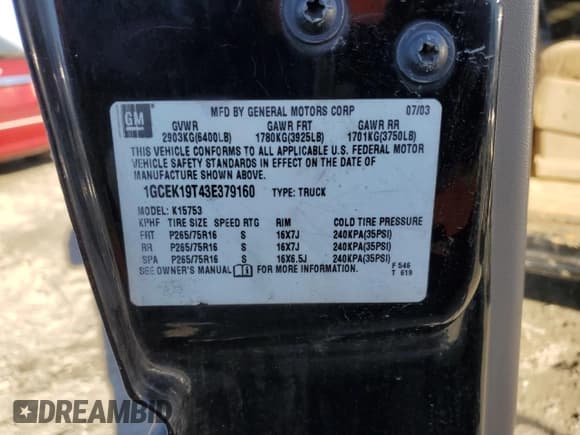 GM
MFD BY GENERAL MOTORS CORP 07/03
GVWR GAWR FRT GAWR RR
2903KG(6400LB) 1780KG(3925LB) 1701KG(3750LB)
THIS VEHICLE CONFORMS TO ALL APPLICABLE U.S. FEDERAL MOTOR
VEHICLE SAFETY STANDARDS IN EFFECT ON THE DATE OF
MANUFACTURE SHOWN ABOVE.
1GCEK19T43E379160 TYPE: TRUCK
MODEL: K15753
TIRE SIZE SPEED RTG RIM COLD TIRE PRESSURE
FRT P265/75R16 S 16X7J 240KPA(35PSI)
RR P265/75R16 S 16X7J 240KPA(35PSI)
SPA P265/75R16 S 16X6.5J 240KPA(35PSI)
SEE OWNER'S MANUAL FOR MORE INFORMATION.
F 546
T 619
DREAMBID